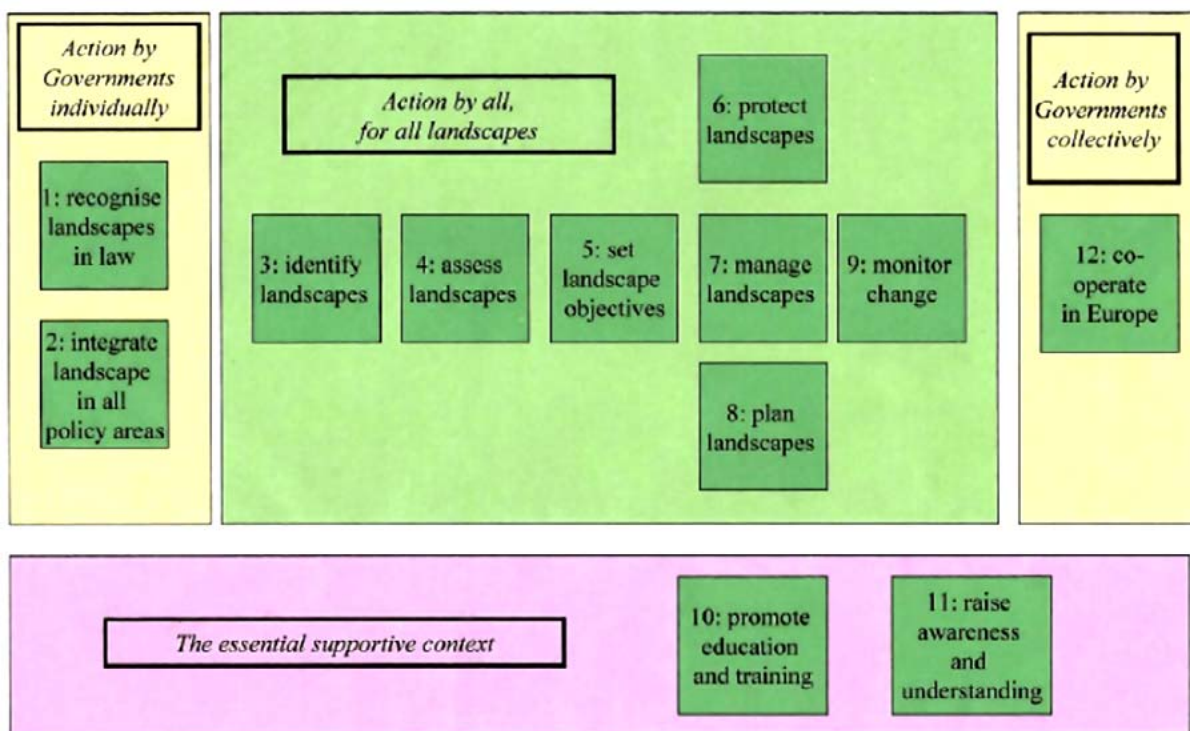 Action by
Governments
individually
1: recognise
landscapes
in law
2: integrate
landscape
in all
policy areas
Action by all,
for all landscapes
3: identify
landscapes
4: assess
landscapes
5: set
landscape
objectives
6: protect
landscapes
7: manage
landscapes
8: plan
landscapes
9: monitor
change
Action by
Governments
collectively
12: co-
operate
in Europe
The essential supportive context
10: promote
education
and training
11: raise
awareness
and
understanding